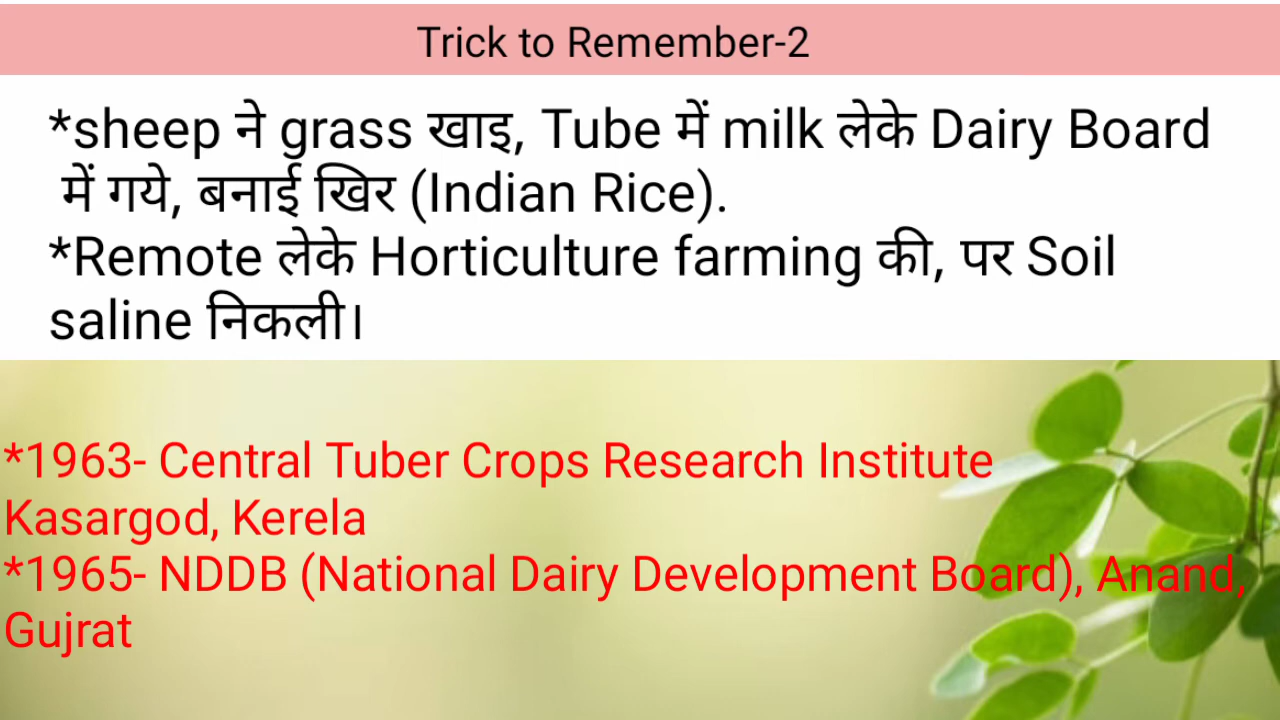 Trick to Remember-2
*sheep ने grass खाइ, Tube में milk लेके Dairy Board
में गये, बनाई खिर (Indian Rice).
*Remote लेके Horticulture farming की, पर Soil
saline निकली।
*1963- Central Tuber Crops Research Institute
Kasargod, Kerela
*1965- NDDB (National Dairy Development Board), Anand,
Gujrat